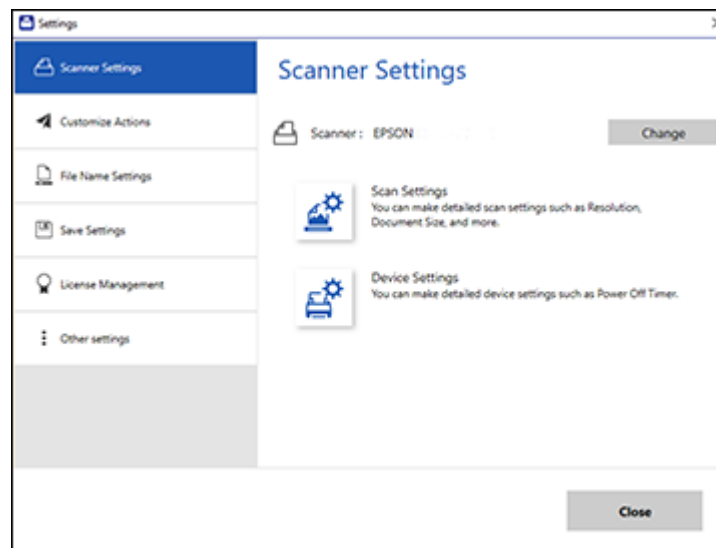 Settings
Scanner Settings
Customize Actions
File Name Settings
Save Settings
License Management
Other settings
Scanner Settings
Scanner : EPSON
Change
Scan Settings
You can make detailed scan settings such as Resolution,
Document Size, and more.
Device Settings
You can make detailed device settings such as Power Off Timer.
Close